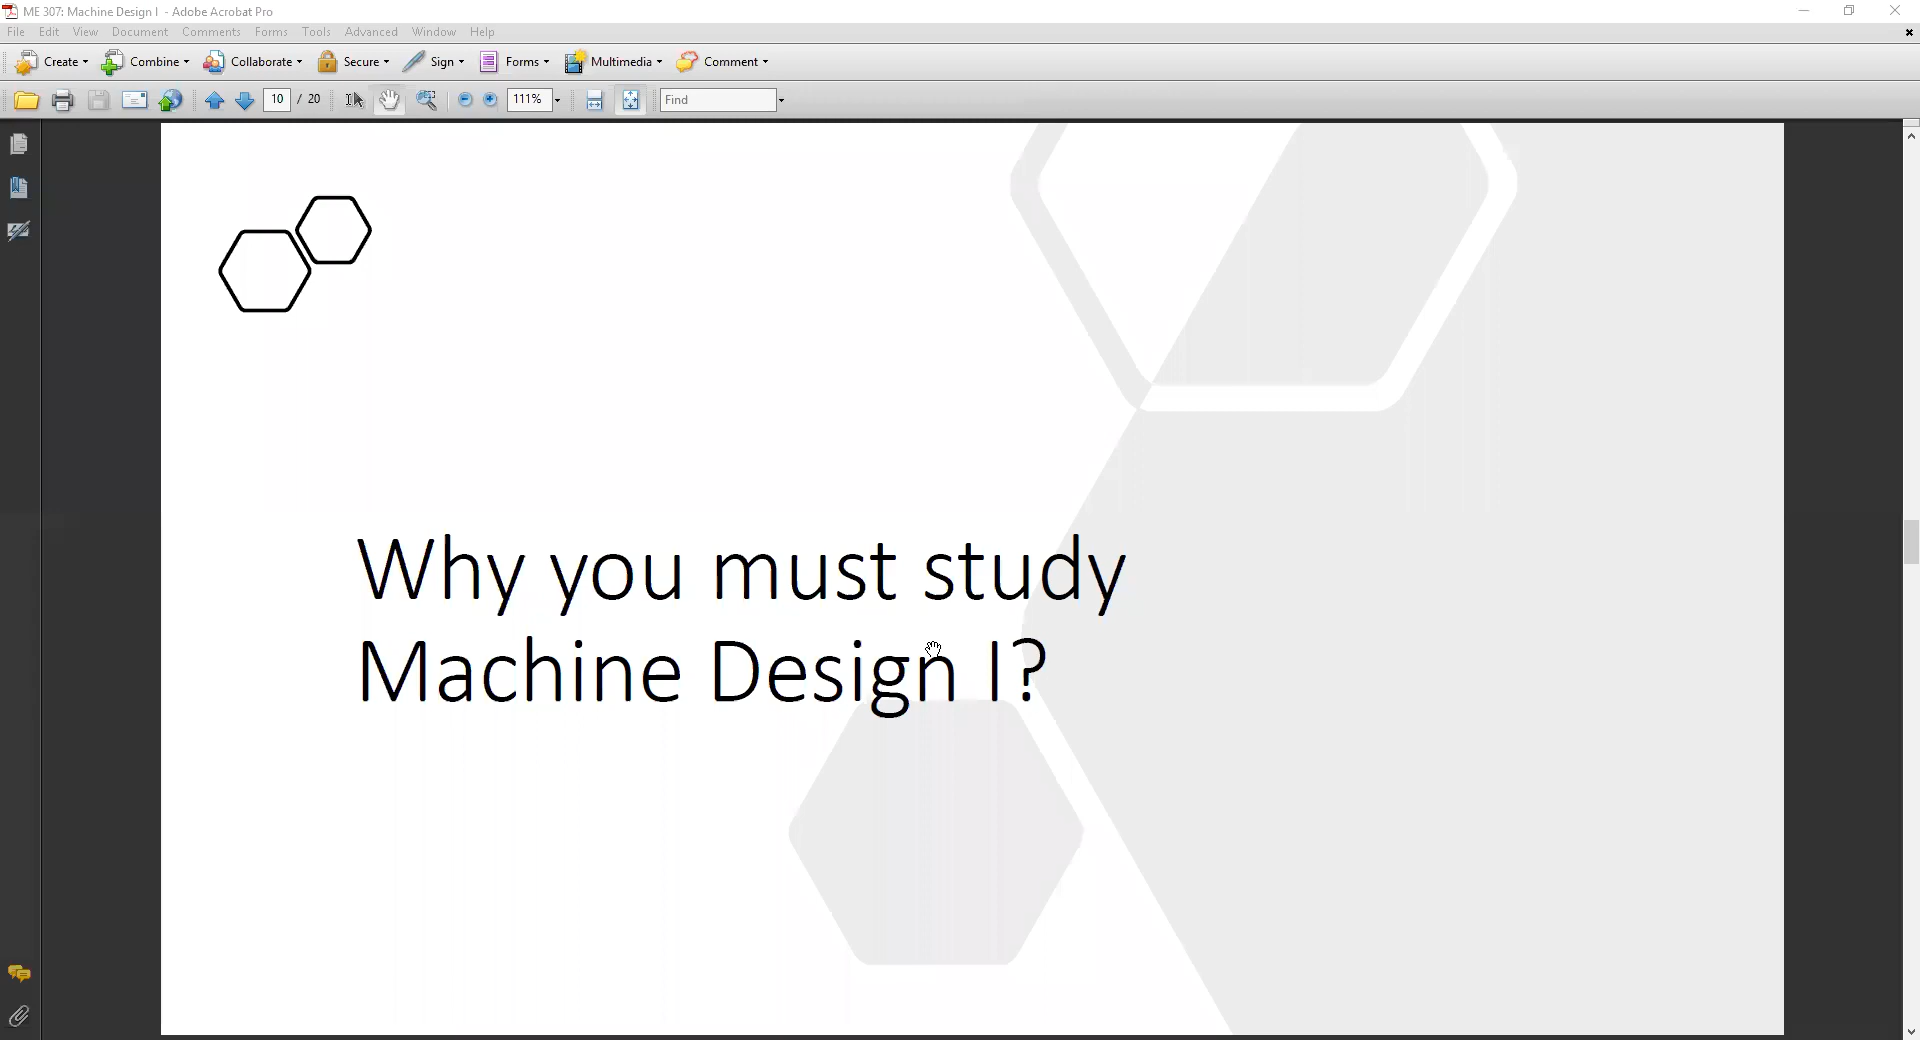 ME 307: Machine Design I - Adobe Acrobat Pro
File Edit View Document Comments Forms Tools Advanced Window Help
Create Combine Collaborate Secure Sign Forms Multimedia Comment
10 / 20 111% Find
Why you must study
Machine Design I?